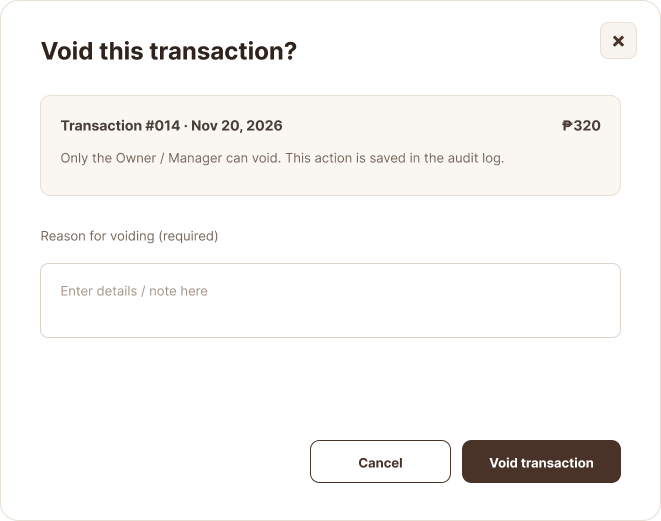 Void this transaction?
Transaction #014 · Nov 20, 2026 ₱320
Only the Owner / Manager can void. This action is saved in the audit log.
Reason for voiding (required)
Enter details / note here
Cancel Void transaction